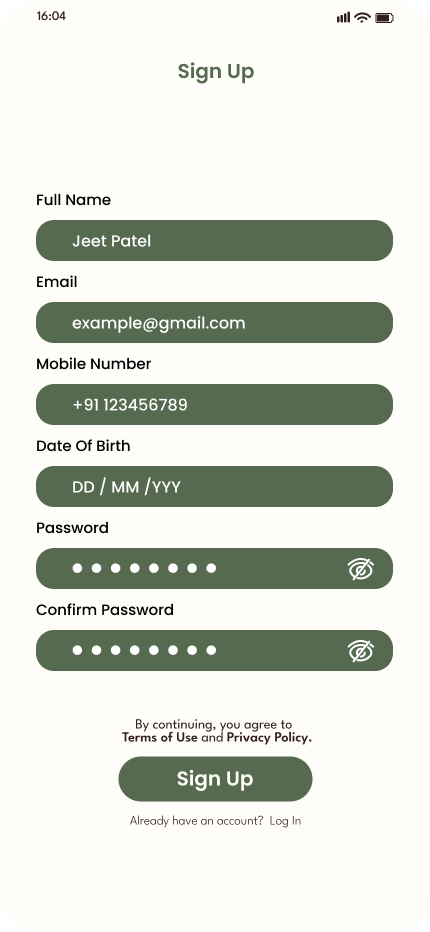 16:04
Sign Up
Full Name
Jeet Patel
Email
example@gmail.com
Mobile Number
+91 123456789
Date Of Birth
DD / MM /YYY
Password
Confirm Password
By continuing, you agree to
Terms of Use and Privacy Policy.
Sign Up
Already have an account?  Log In